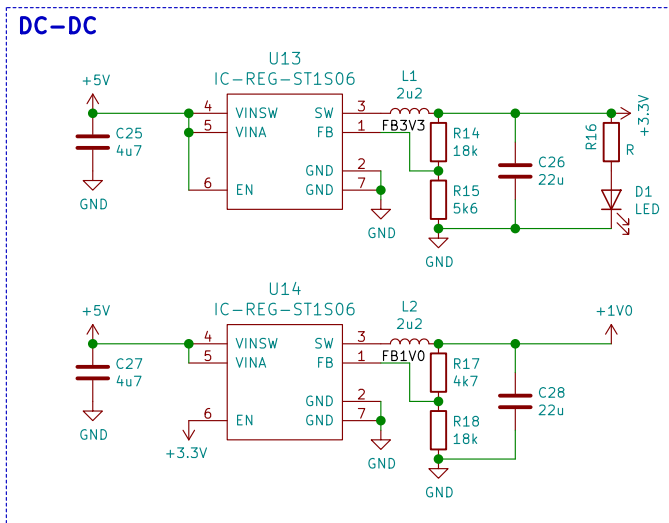 DC-DC
U13
IC-REG-ST1S06
+5V
C25
4u7
GND
4 VINSW SW 3
5 VINA FB 1
GND 2
6 EN GND 7
L1
2u2
FB3V3
R14
18k
R15
5k6
GND
GND
C26
22u
R16
R
+3.3V
D1
LED
U14
IC-REG-ST1S06
+5V
C27
4u7
GND
4 VINSW SW 3
5 VINA FB 1
GND 2
6 EN GND 7
+3.3V
L2
2u2
FB1V0
R17
4k7
R18
18k
GND
GND
C28
22u
+1V0